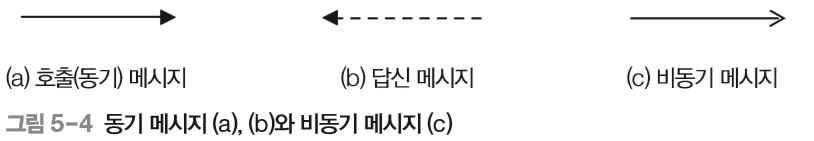 (a) 호출(동기) 메시지 (b) 답신 메시지 (c) 비동기 메시지
그림 5-4 동기 메시지 (a), (b)와 비동기 메시지 (c)